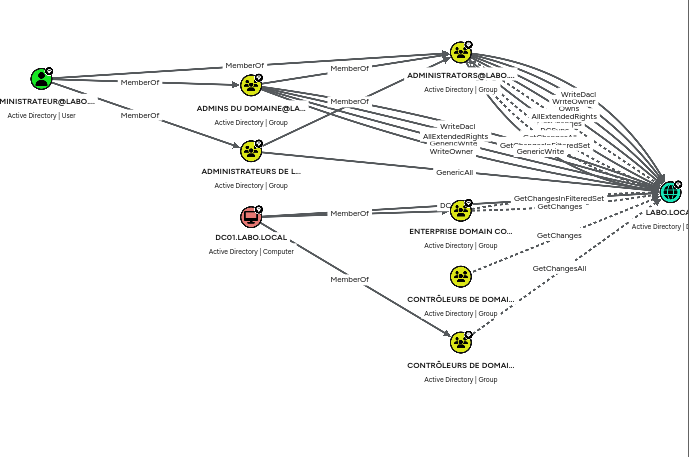 MINISTRATEUR@LABO....
Active Directory | User
MemberOf
MemberOf
MemberOf
ADMINS DU DOMAINE@LA...
Active Directory | Group
ADMINISTRATEURS DE L...
Active Directory | Group
DC01.LABO.LOCAL
Active Directory | Computer
MemberOf
MemberOf
MemberOf
MemberOf
ADMINISTRATORS@LABO....
Active Directory | Group
WriteDacl
AllExtendedRights
GenericWrite
WriteOwner
GenericAll
WriteDacl
WriteOwner
Owns
AllExtendedRights
GenericWrite
GetChangesInFilteredSet
GetChanges
ENTERPRISE DOMAIN CO...
Active Directory | Group
GetChanges
CONTRÔLEURS DE DOMAI...
Active Directory | Group
GetChangesAll
CONTRÔLEURS DE DOMAI...
Active Directory | Group
LABO.LOCA
Active Directory | D